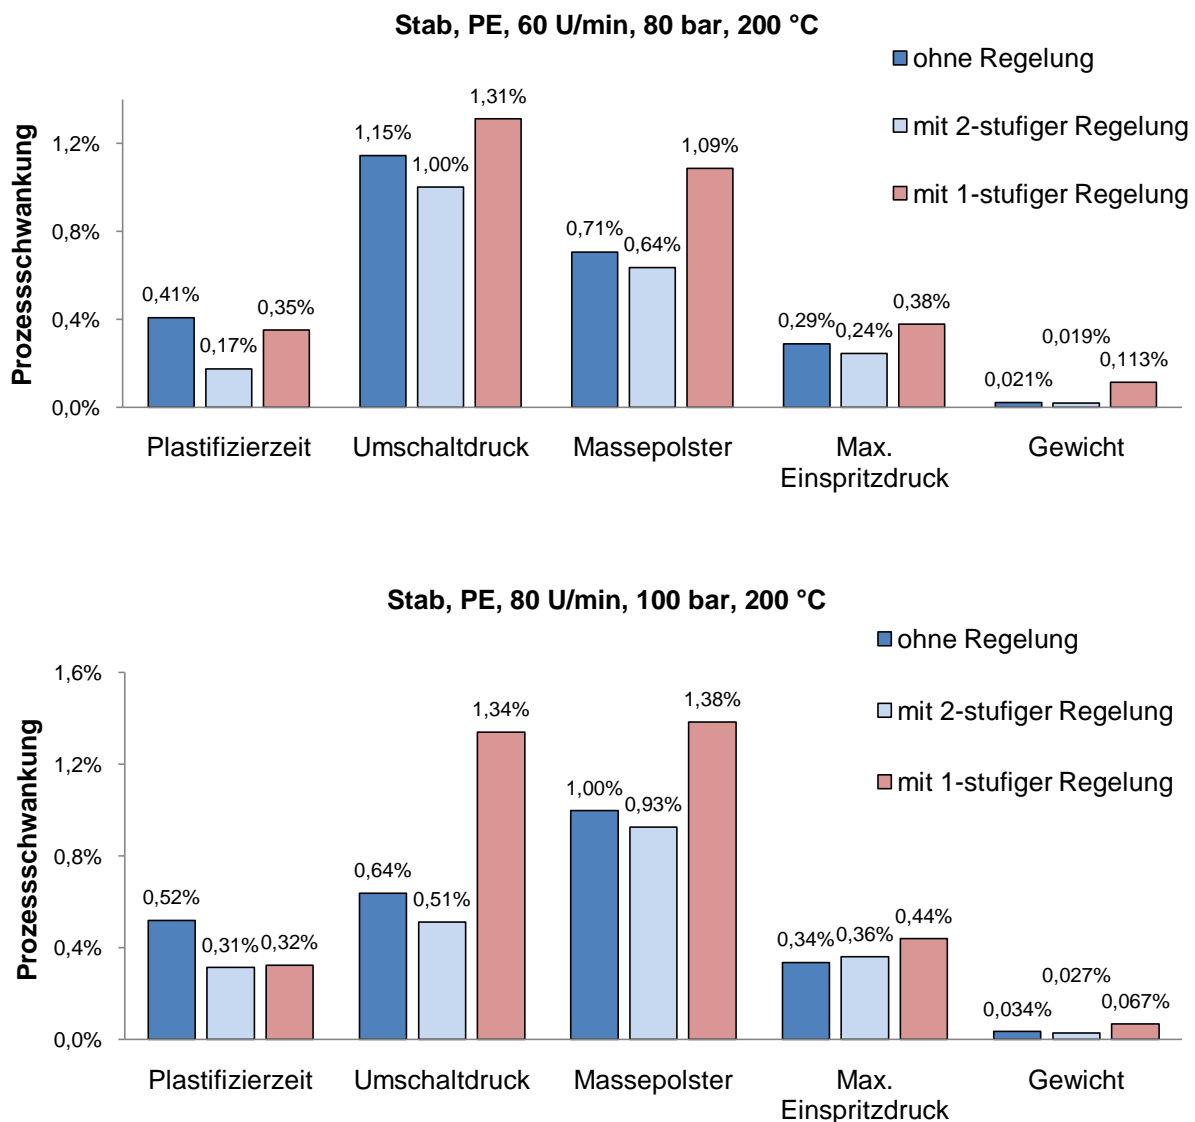 Stab, PE, 60 U/min, 80 bar, 200 °C
ohne Regelung
mit 2-stufiger Regelung
mit 1-stufiger Regelung
Prozessschwankung
1,2%
0,8%
0,4%
0,0%
0,41%
0,17%
0,35%
1,15%
1,00%
1,31%
0,71%
0,64%
1,09%
0,29%
0,24%
0,38%
0,021%
0,019%
0,113%
Plastifizierzeit
Umschaltdruck
Massepolster
Max.
Einspritzdruck
Gewicht
Stab, PE, 80 U/min, 100 bar, 200 °C
ohne Regelung
mit 2-stufiger Regelung
mit 1-stufiger Regelung
Prozessschwankung
1,6%
1,2%
0,8%
0,4%
0,0%
0,52%
0,31%
0,32%
0,64%
0,51%
1,34%
1,00%
0,93%
1,38%
0,34%
0,36%
0,44%
0,034%
0,027%
0,067%
Plastifizierzeit
Umschaltdruck
Massepolster
Max.
Einspritzdruck
Gewicht